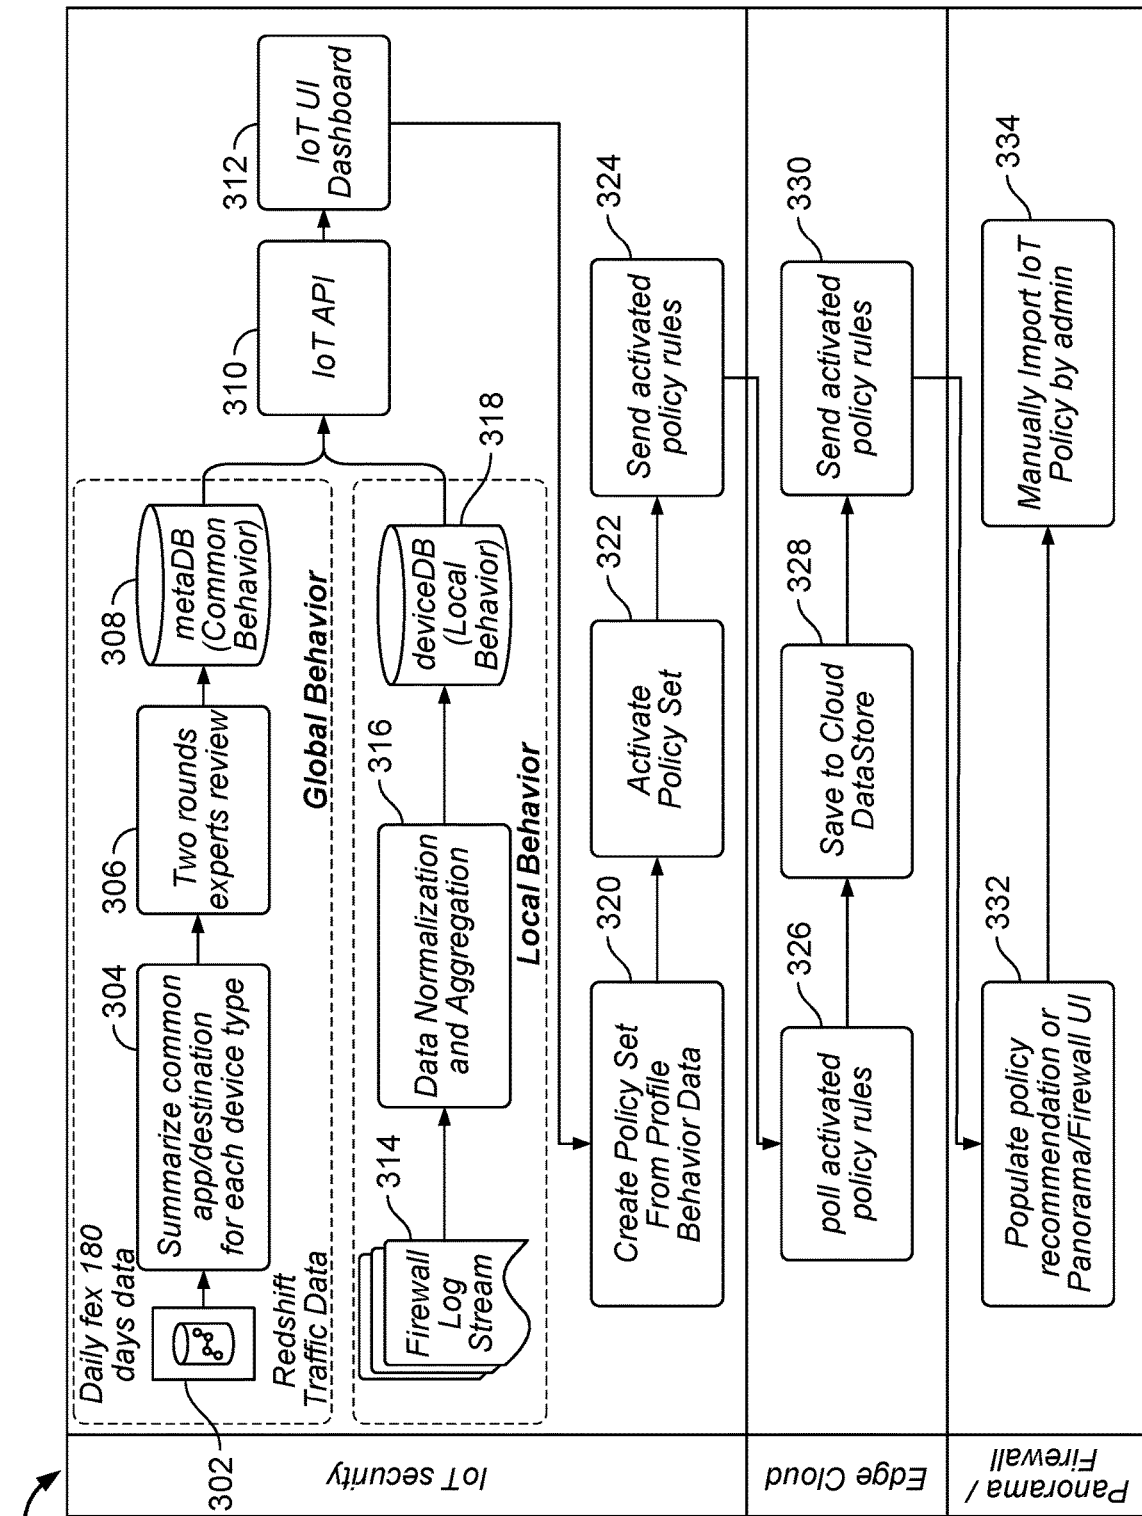 Daily fex 180
days data
302
Redshift
Traffic Data
304
Summarize common
app/destination
for each device type
306
Two rounds
experts review
308
metaDB
(Common
Behavior)
Global Behavior
310
IoT API
312
IoT UI
Dashboard
314
Firewall
Log
Stream
316
Data Normalization
and Aggregation
318
deviceDB
(Local
Behavior)
Local Behavior
IoT security
320
Create Policy Set
From Profile
Behavior Data
322
Activate
Policy Set
324
Send activated
policy rules
Edge Cloud
326
poll activated
policy rules
328
Save to Cloud
DataStore
330
Send activated
policy rules
Panorama /
Firewall
332
Populate policy
recommendation or
Panorama/Firewall UI
334
Manually Import IoT
Policy by admin